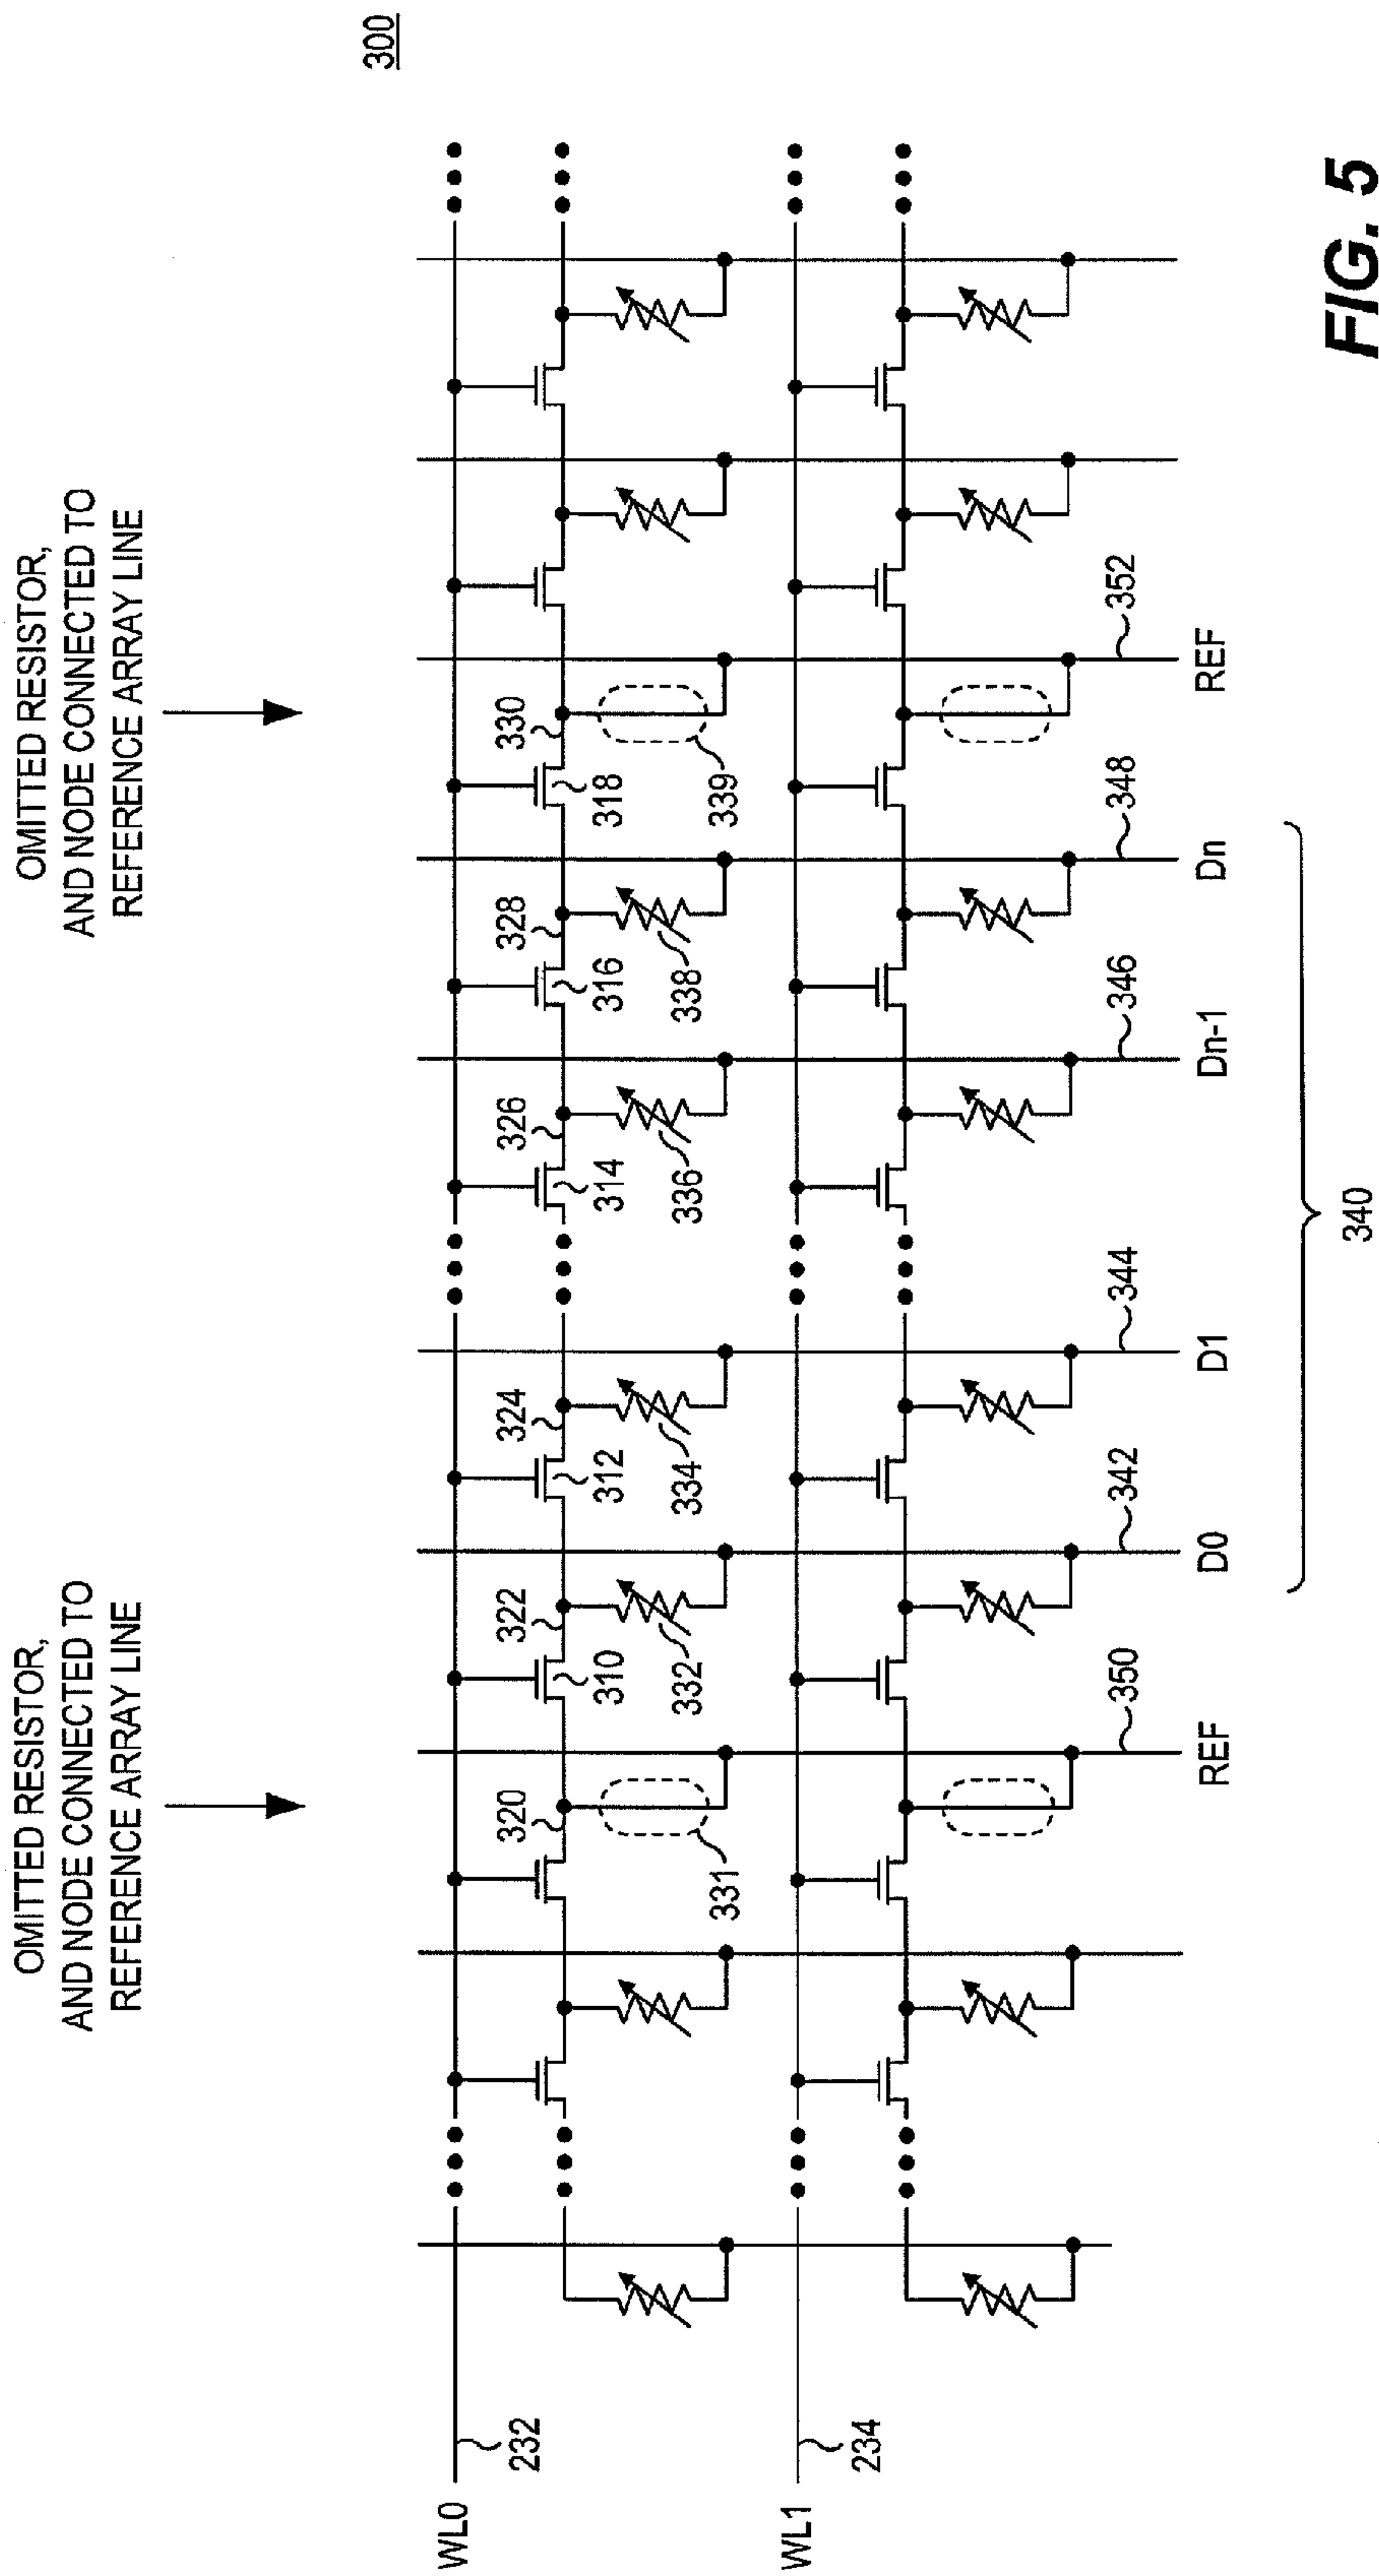 300
OMITTED RESISTOR,
AND NODE CONNECTED TO
REFERENCE ARRAY LINE
OMITTED RESISTOR,
AND NODE CONNECTED TO
REFERENCE ARRAY LINE
WL0
232
320
322
324
326
328
330
310
312
314
316
318
331
332
334
336
338
339
WL1
234
350
342
344
346
348
352
REF
D0
D1
Dn-1
Dn
REF
340
FIG. 5